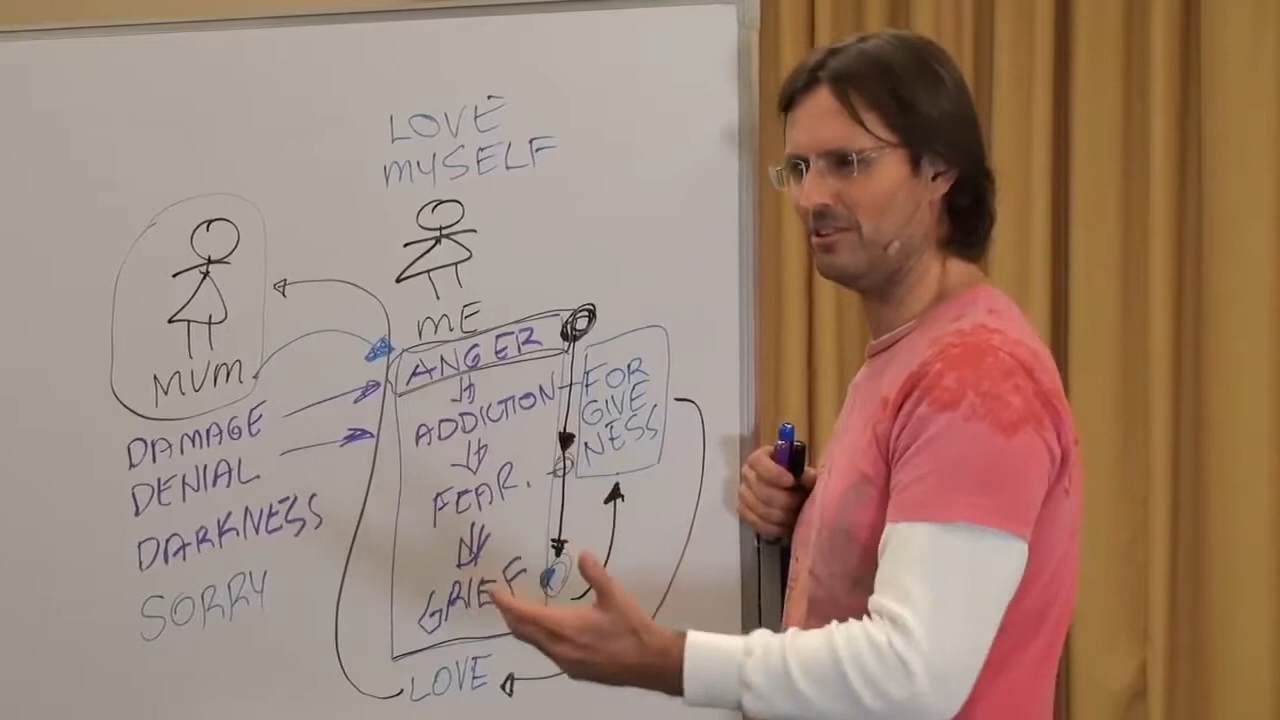 LOVE
MYSELF
MUM
ME
ANGER
ADDICTION
FEAR.
GRIEF
LOVE
FOR
GIVE
NESS
DAMAGE
DENIAL
DARKNESS
SORRY